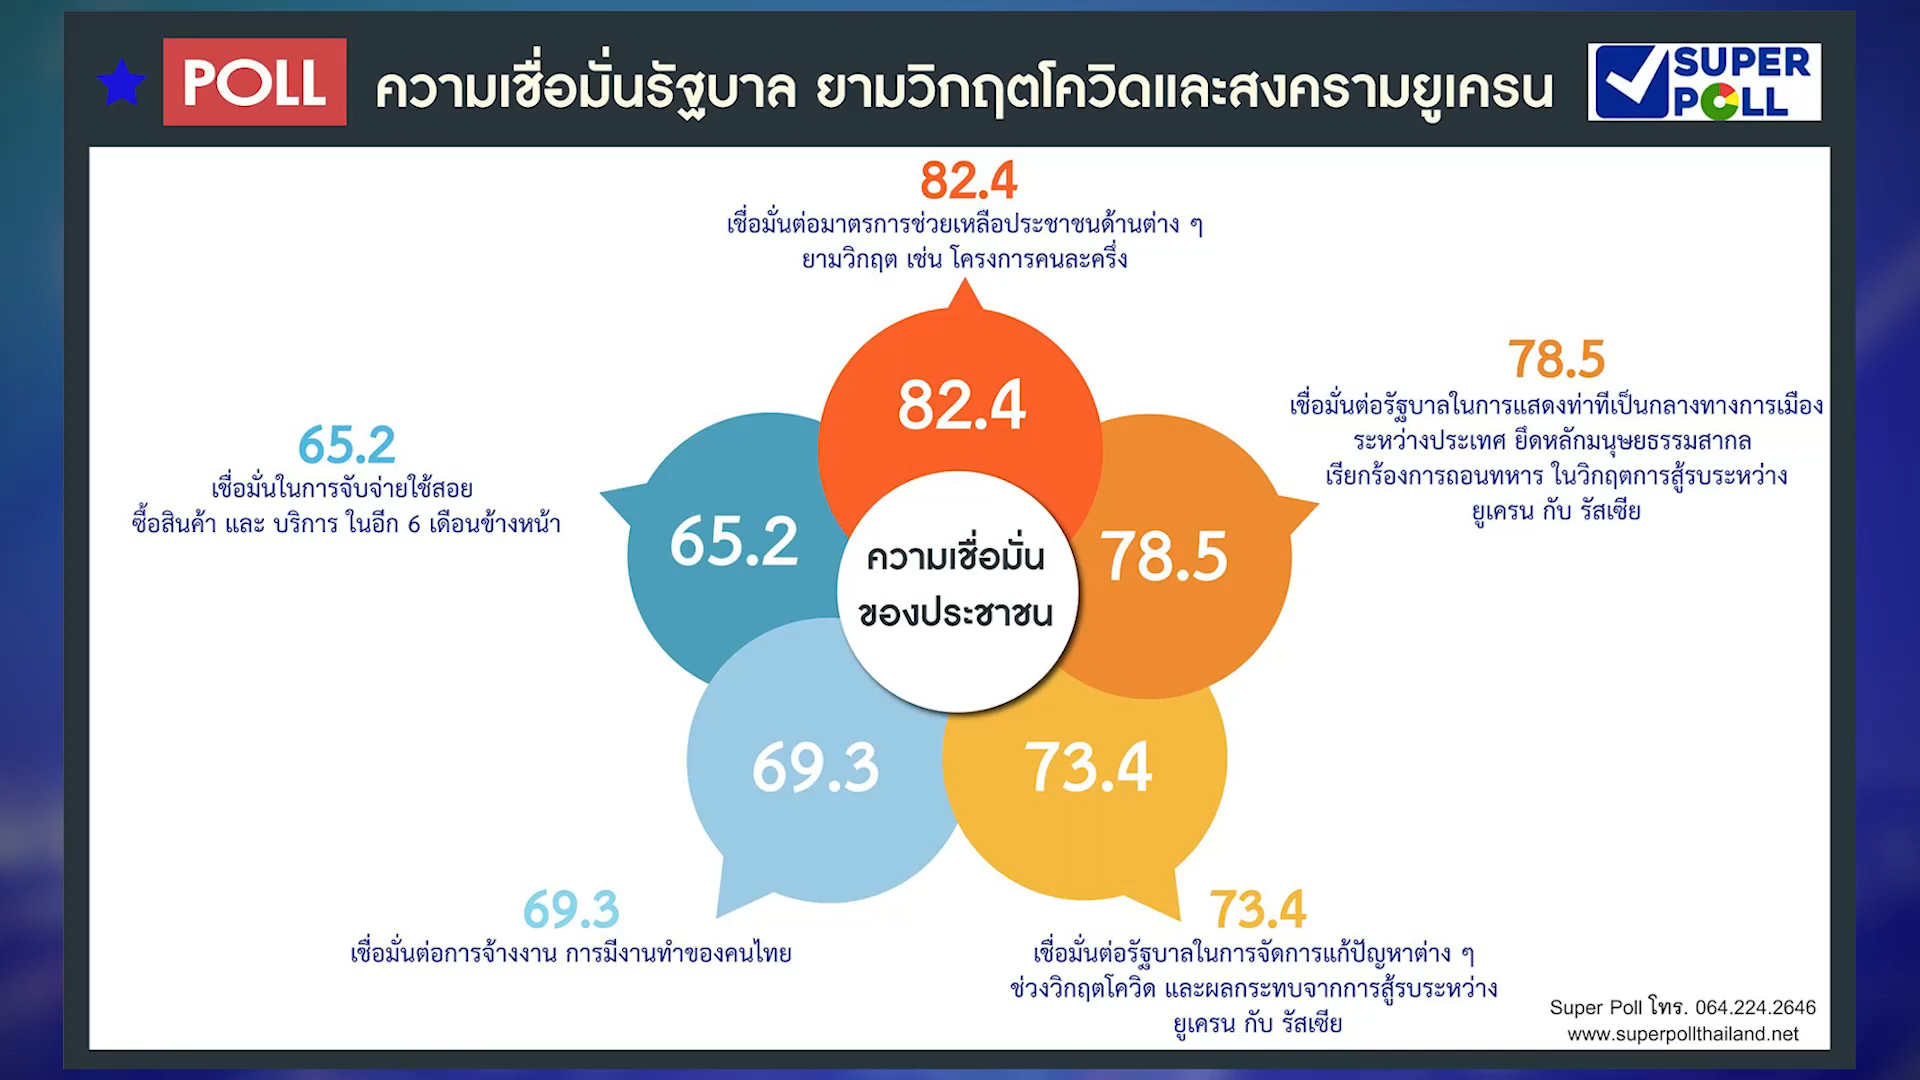 POLL ความเชื่อมั่นรัฐบาล ยามวิกฤตโควิดและสงครามยูเครน
SUPER
POLL
82.4
เชื่อมั่นต่อมาตรการช่วยเหลือประชาชนด้านต่าง ๆ
ยามวิกฤต เช่น โครงการคนละครึ่ง
82.4
78.5
เชื่อมั่นต่อรัฐบาลในการแสดงท่าทีเป็นกลางทางการเมือง
ระหว่างประเทศ ยึดหลักมนุษยธรรมสากล
เรียกร้องการถอนทหาร ในวิกฤตการสู้รบระหว่าง
ยูเครน กับ รัสเซีย
78.5
65.2
เชื่อมั่นในการจับจ่ายใช้สอย
ซื้อสินค้า และ บริการ ในอีก 6 เดือนข้างหน้า
65.2
ความเชื่อมั่น
ของประชาชน
69.3
73.4
69.3
เชื่อมั่นต่อการจ้างงาน การมีงานทำของคนไทย
73.4
เชื่อมั่นต่อรัฐบาลในการจัดการแก้ปัญหาต่าง ๆ
ช่วงวิกฤตโควิด และผลกระทบจากการสู้รบระหว่าง
ยูเครน กับ รัสเซีย
Super Poll โทร. 064.224.2646
www.superpollthailand.net